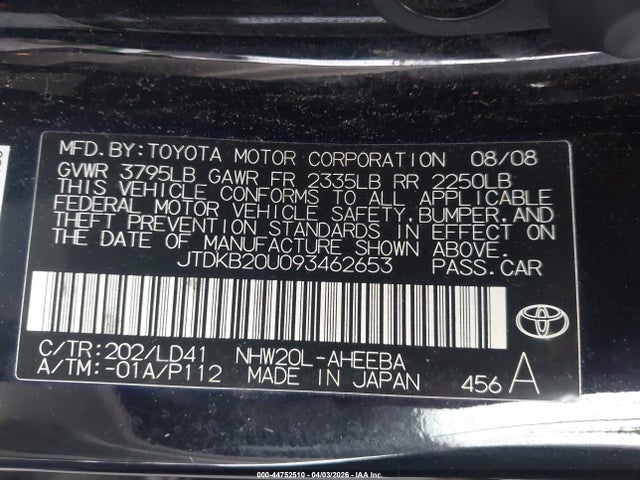 MFD.BY:TOYOTA MOTOR CORPORATION 08/08
GVWR 3795LB GAWR FR 2335LB RR 2250LB
THIS VEHICLE CONFORMS TO ALL APPLICABLE
FEDERAL MOTOR VEHICLE SAFETY,BUMPER,AND
THEFT PREVENTION STANDARDS IN EFFECT ON
THE DATE OF MANUFACTURE SHOWN ABOVE.
JTDKB20U093462653 PASS.CAR
C/TR:202/LD41 NHW20L-AHEEBA
A/TM:-01A/P112 MADE IN JAPAN 456 A
TOYOTA
000-44752510 - 04/03/2026 - IAA Inc.